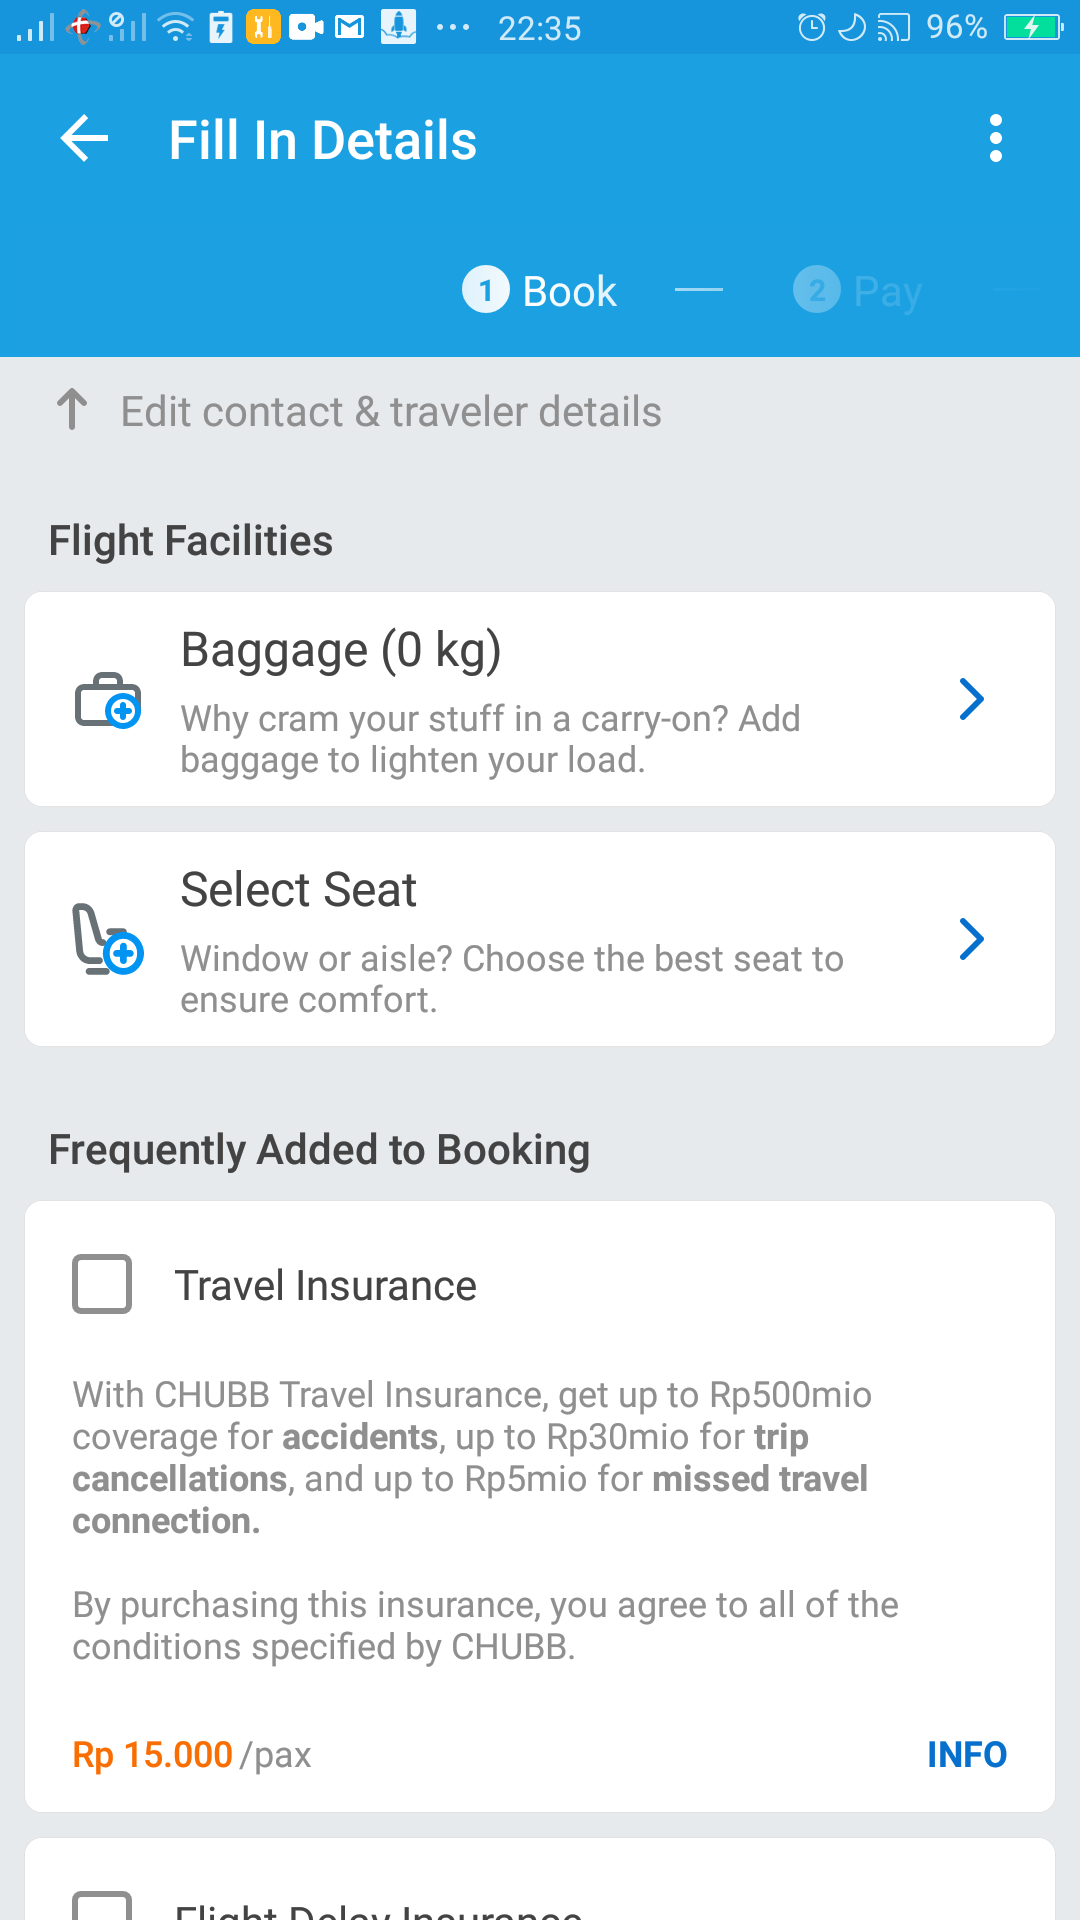 22:35
96%
Fill In Details
1 Book
2 Pay
Edit contact & traveler details
Flight Facilities
Baggage (0 kg)
Why cram your stuff in a carry-on? Add
baggage to lighten your load.
Select Seat
Window or aisle? Choose the best seat to
ensure comfort.
Frequently Added to Booking
Travel Insurance
With CHUBB Travel Insurance, get up to Rp500mio
coverage for accidents, up to Rp30mio for trip
cancellations, and up to Rp5mio for missed travel
connection.
By purchasing this insurance, you agree to all of the
conditions specified by CHUBB.
Rp 15.000 /pax
INFO
Flight Delay Insurance